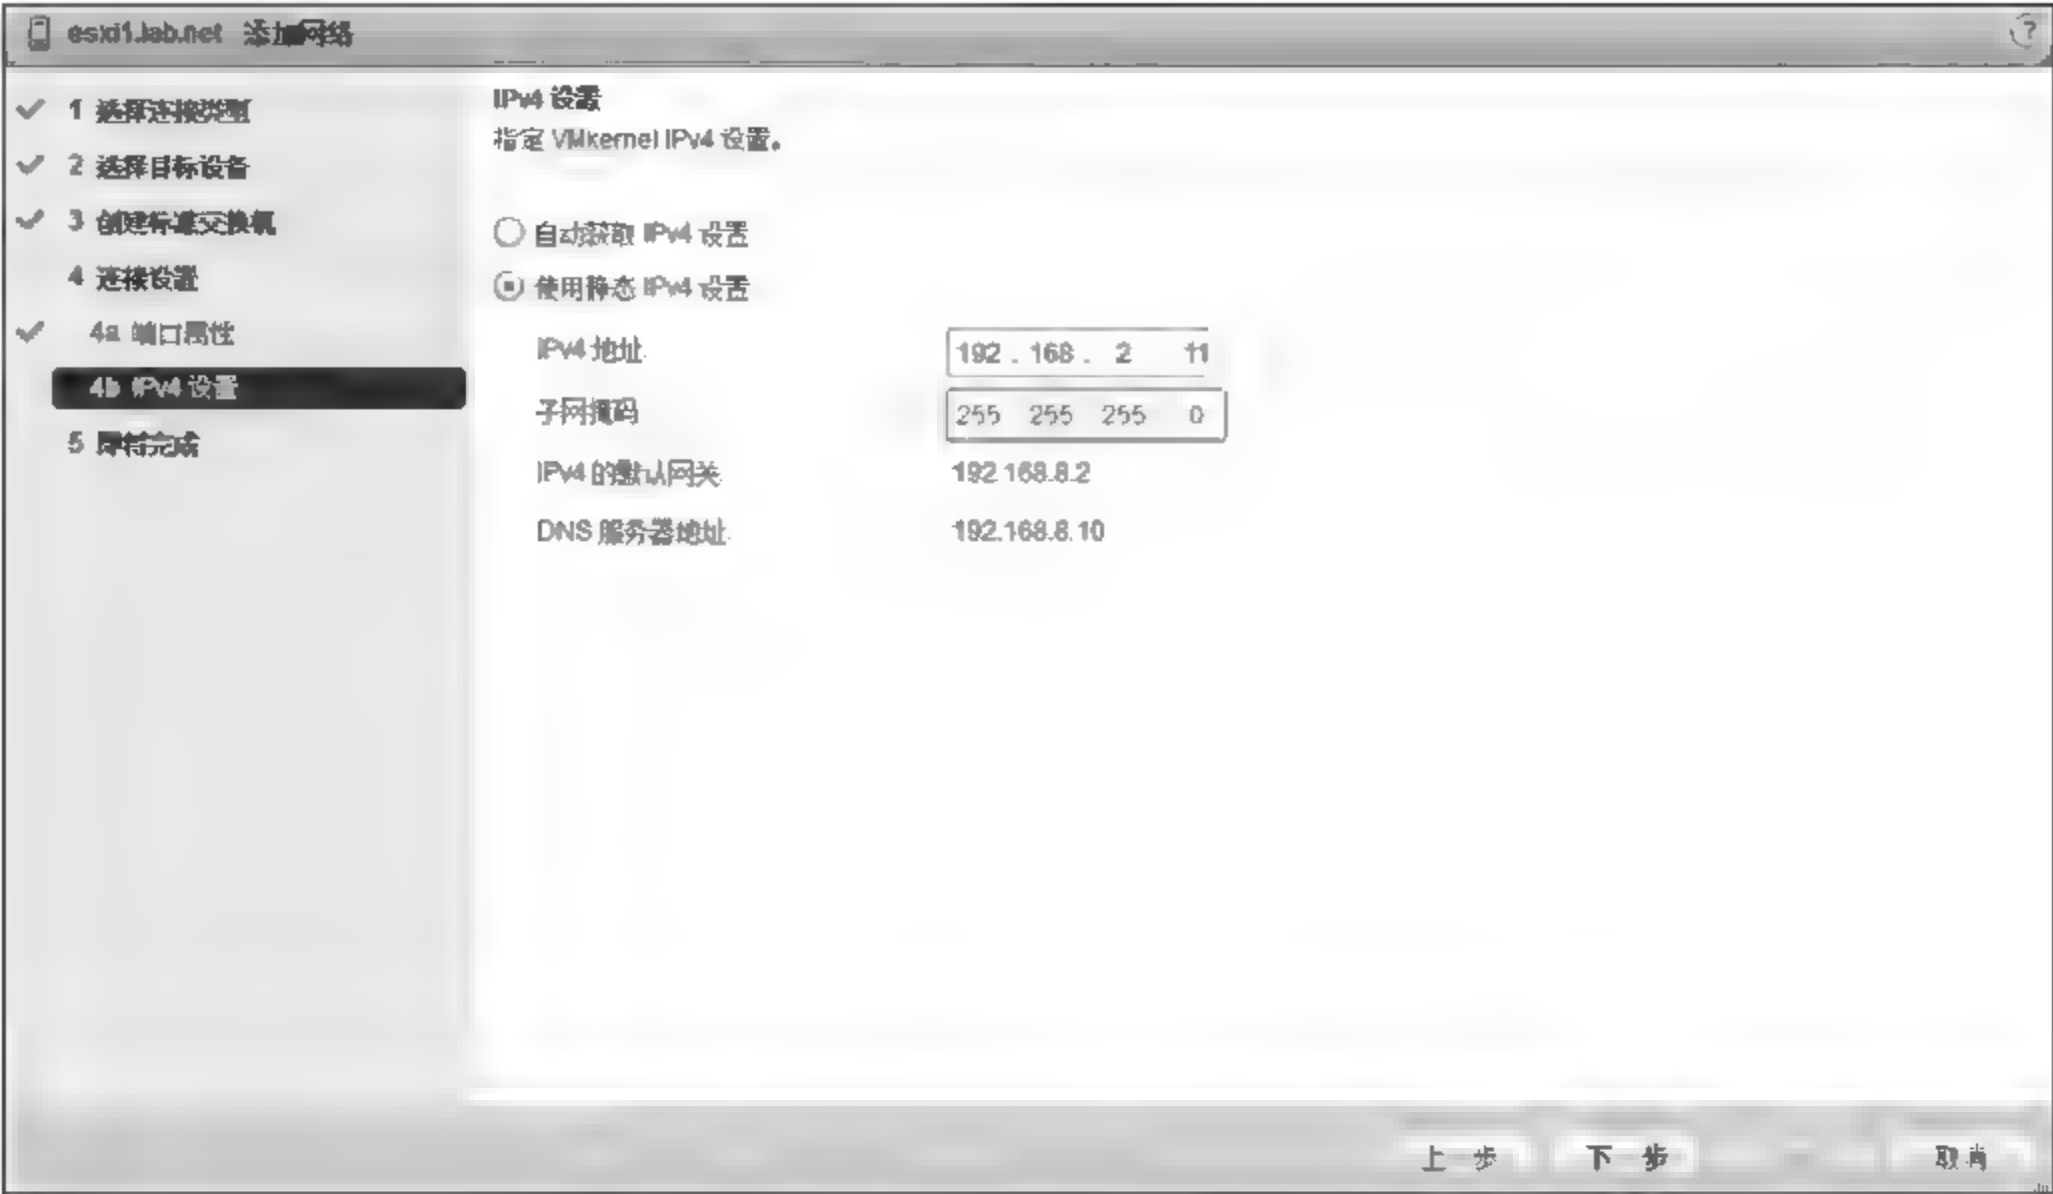 esxi1.lab.net 添加网络
1 选择连接类型
2 选择目标设备
3 创建标准交换机
4 连接设置
4a 端口属性
4b IPv4 设置
5 即将完成
IPv4 设置
指定 VMkernel IPv4 设置。
自动获取 IPv4 设置
使用静态 IPv4 设置
IPv4 地址 192 . 168 . 2 11
子网掩码 255 255 255 0
IPv4 的默认网关 192 168.8.2
DNS 服务器地址 192.168.8.10
上 步 下 步 取消